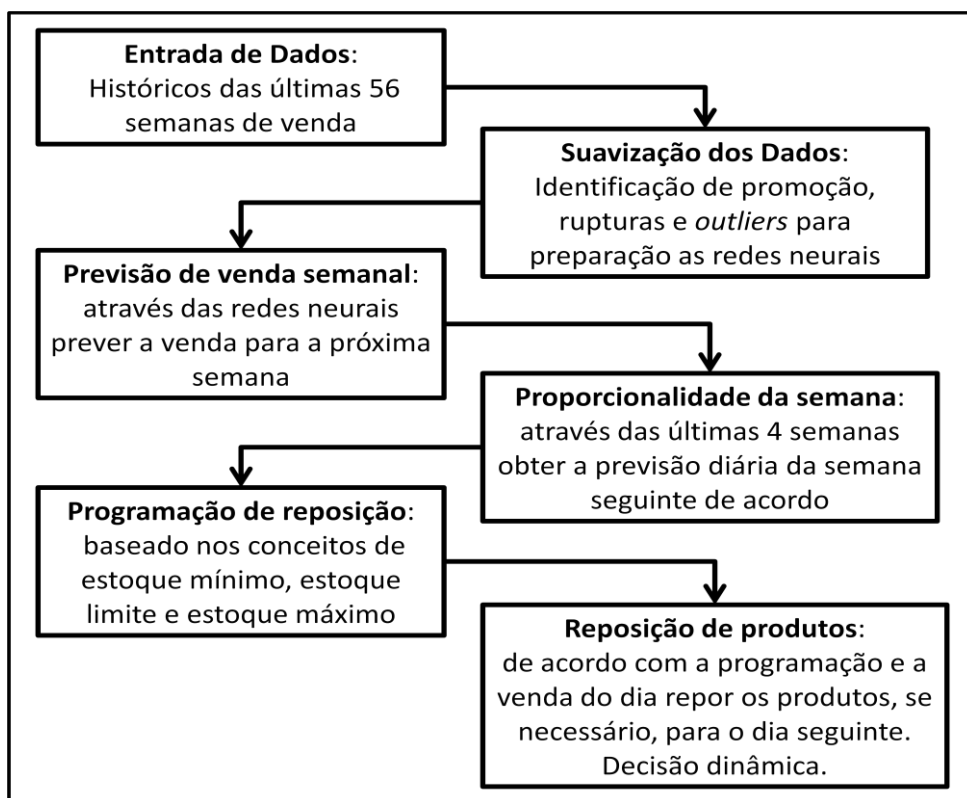 Entrada de Dados:
Históricos das últimas 56
semanas de venda
Suavização dos Dados:
Identificação de promoção,
rupturas e outliers para
preparação as redes neurais
Previsão de venda semanal:
através das redes neurais
prever a venda para a próxima
semana
Proporcionalidade da semana:
através das últimas 4 semanas
obter a previsão diária da semana
seguinte de acordo
Programação de reposição:
baseado nos conceitos de
estoque mínimo, estoque
limite e estoque máximo
Reposição de produtos:
de acordo com a programação e a
venda do dia repor os produtos, se
necessário, para o dia seguinte.
Decisão dinâmica.